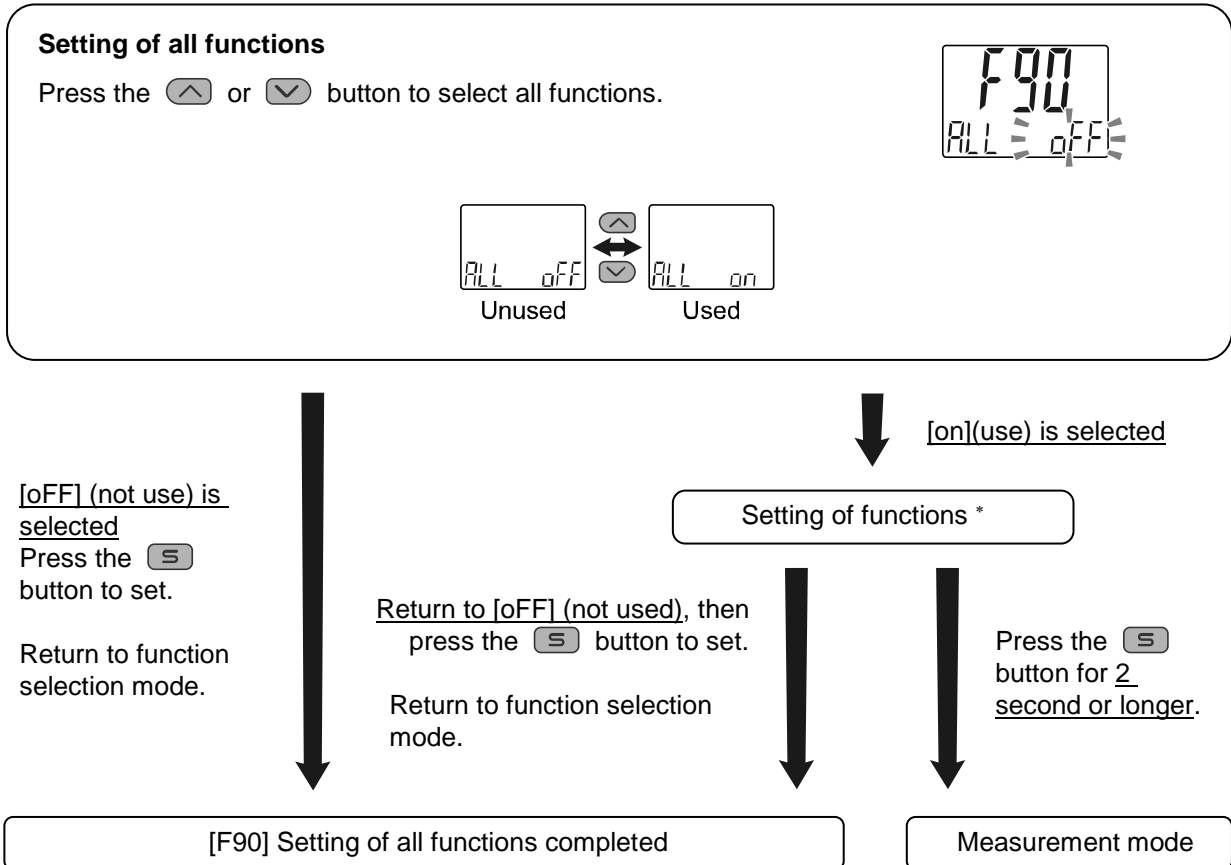 Setting of all functions
Press the or button to select all functions.
F90
ALL oFF
ALL oFF
ALL on
Unused
Used
[on](use) is selected
[oFF] (not use) is
selected
Press the S
button to set.
Return to function
selection mode.
Setting of functions *
Return to [oFF] (not used), then
press the S button to set.
Return to function selection
mode.
Press the S
button for 2
second or longer.
[F90] Setting of all functions completed
Measurement mode